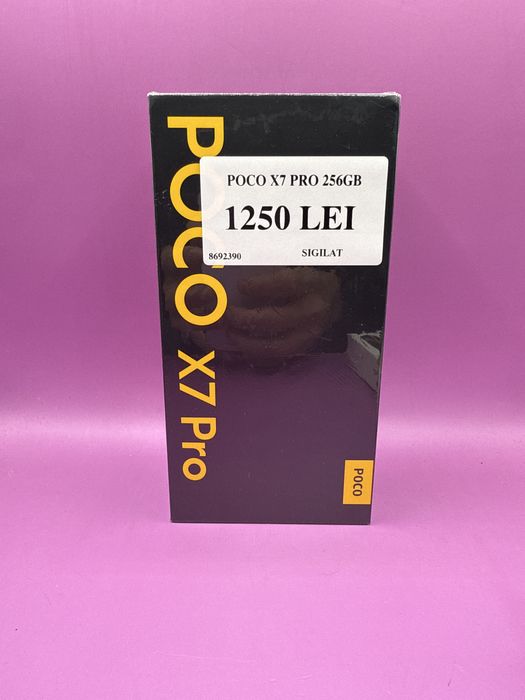 POCO X7 Pro
POCO X7 PRO 256GB
1250 LEI
8692390 SIGILAT
POCO